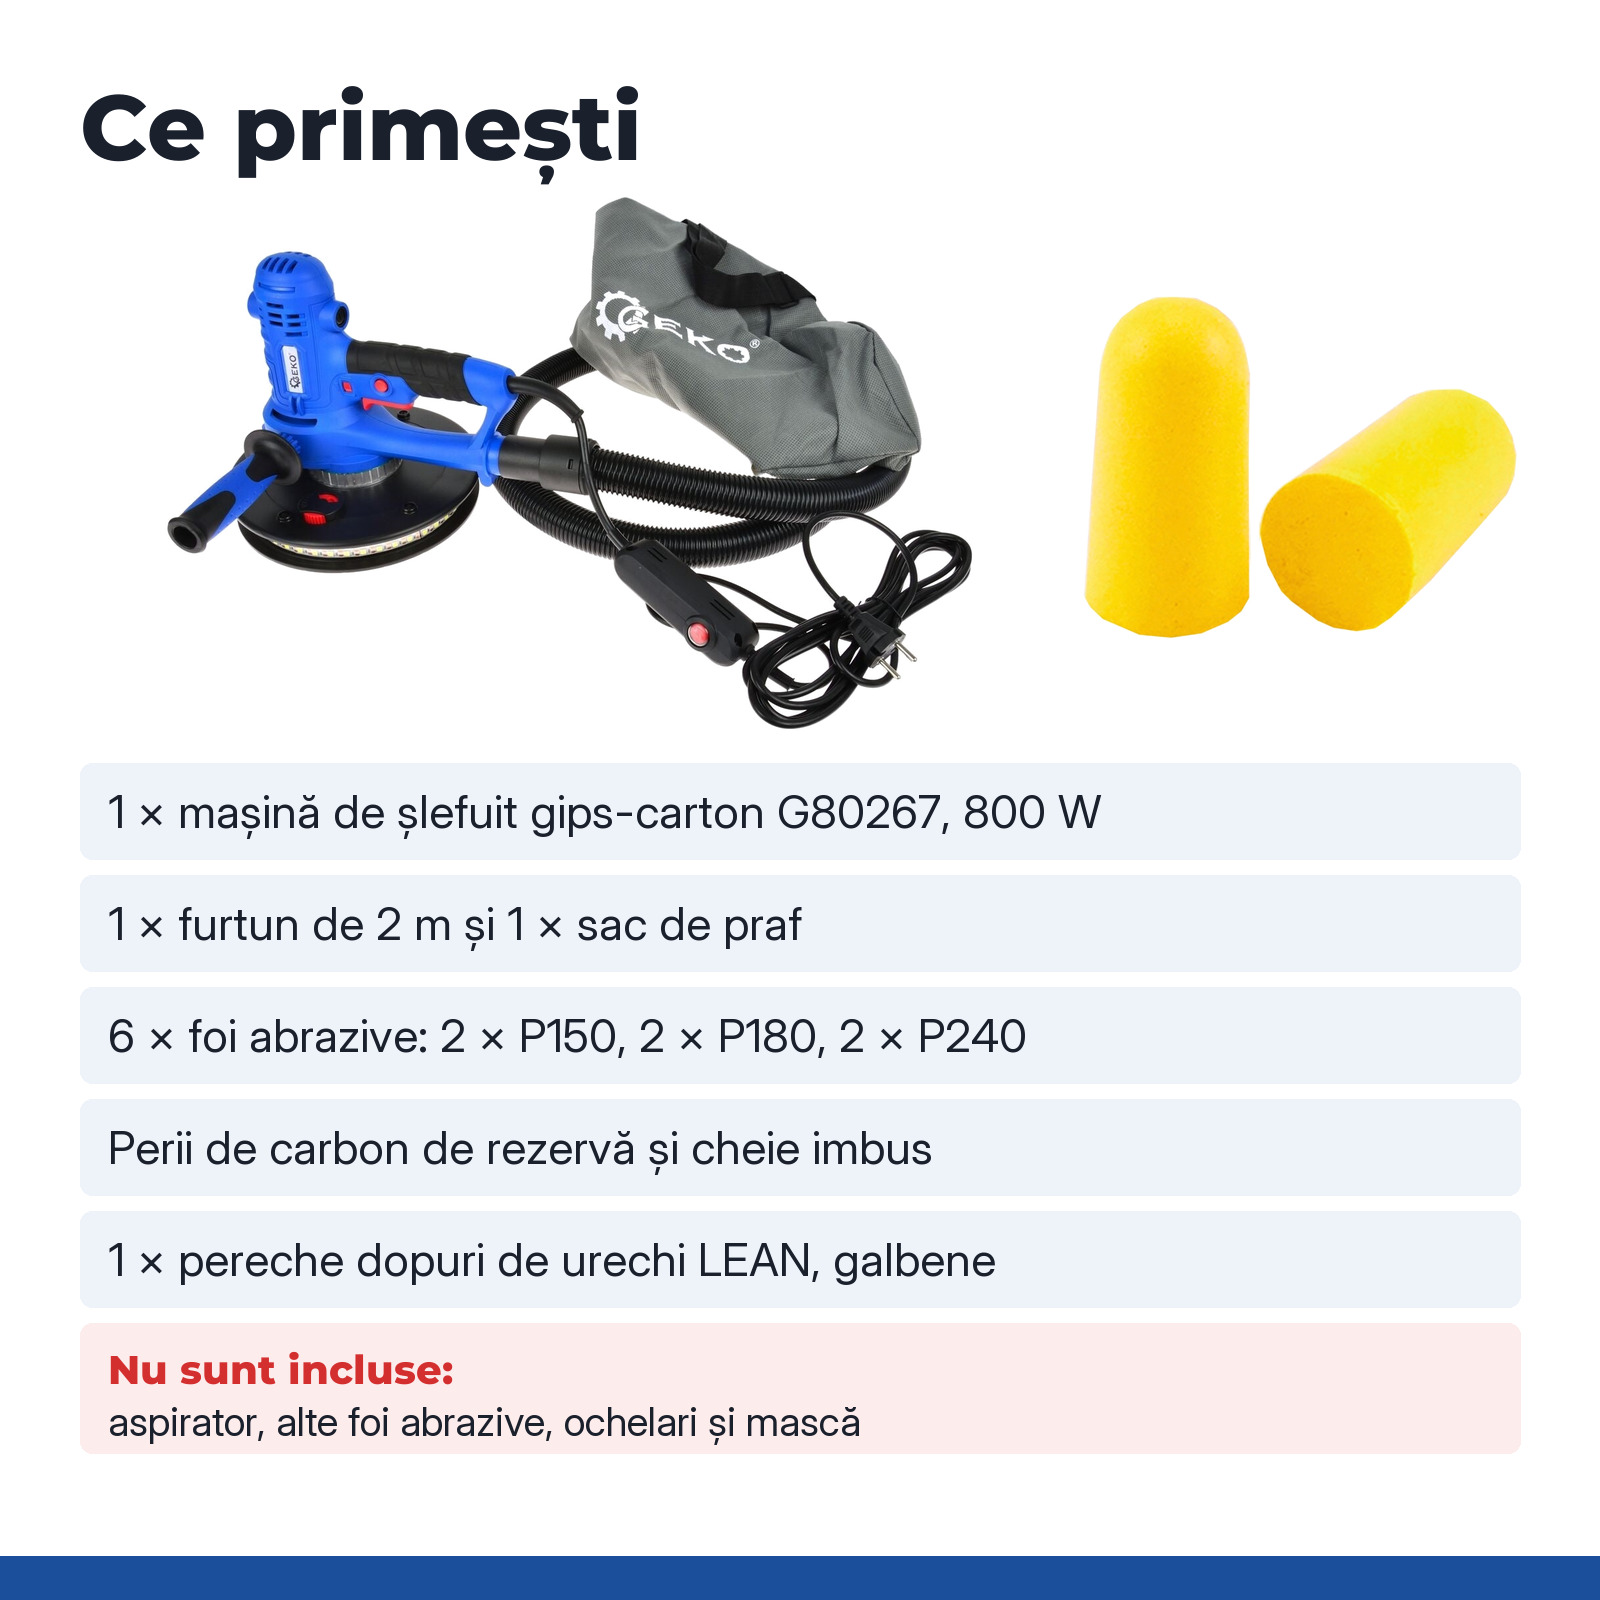 Ce primești
GEKO®
GEKO
1 × mașină de șlefuit gips-carton G80267, 800 W
1 × furtun de 2 m și 1 × sac de praf
6 × foi abrazive: 2 × P150, 2 × P180, 2 × P240
Perii de carbon de rezervă și cheie imbus
1 × pereche dopuri de urechi LEAN, galbene
Nu sunt incluse:
aspirator, alte foi abrazive, ochelari și mască